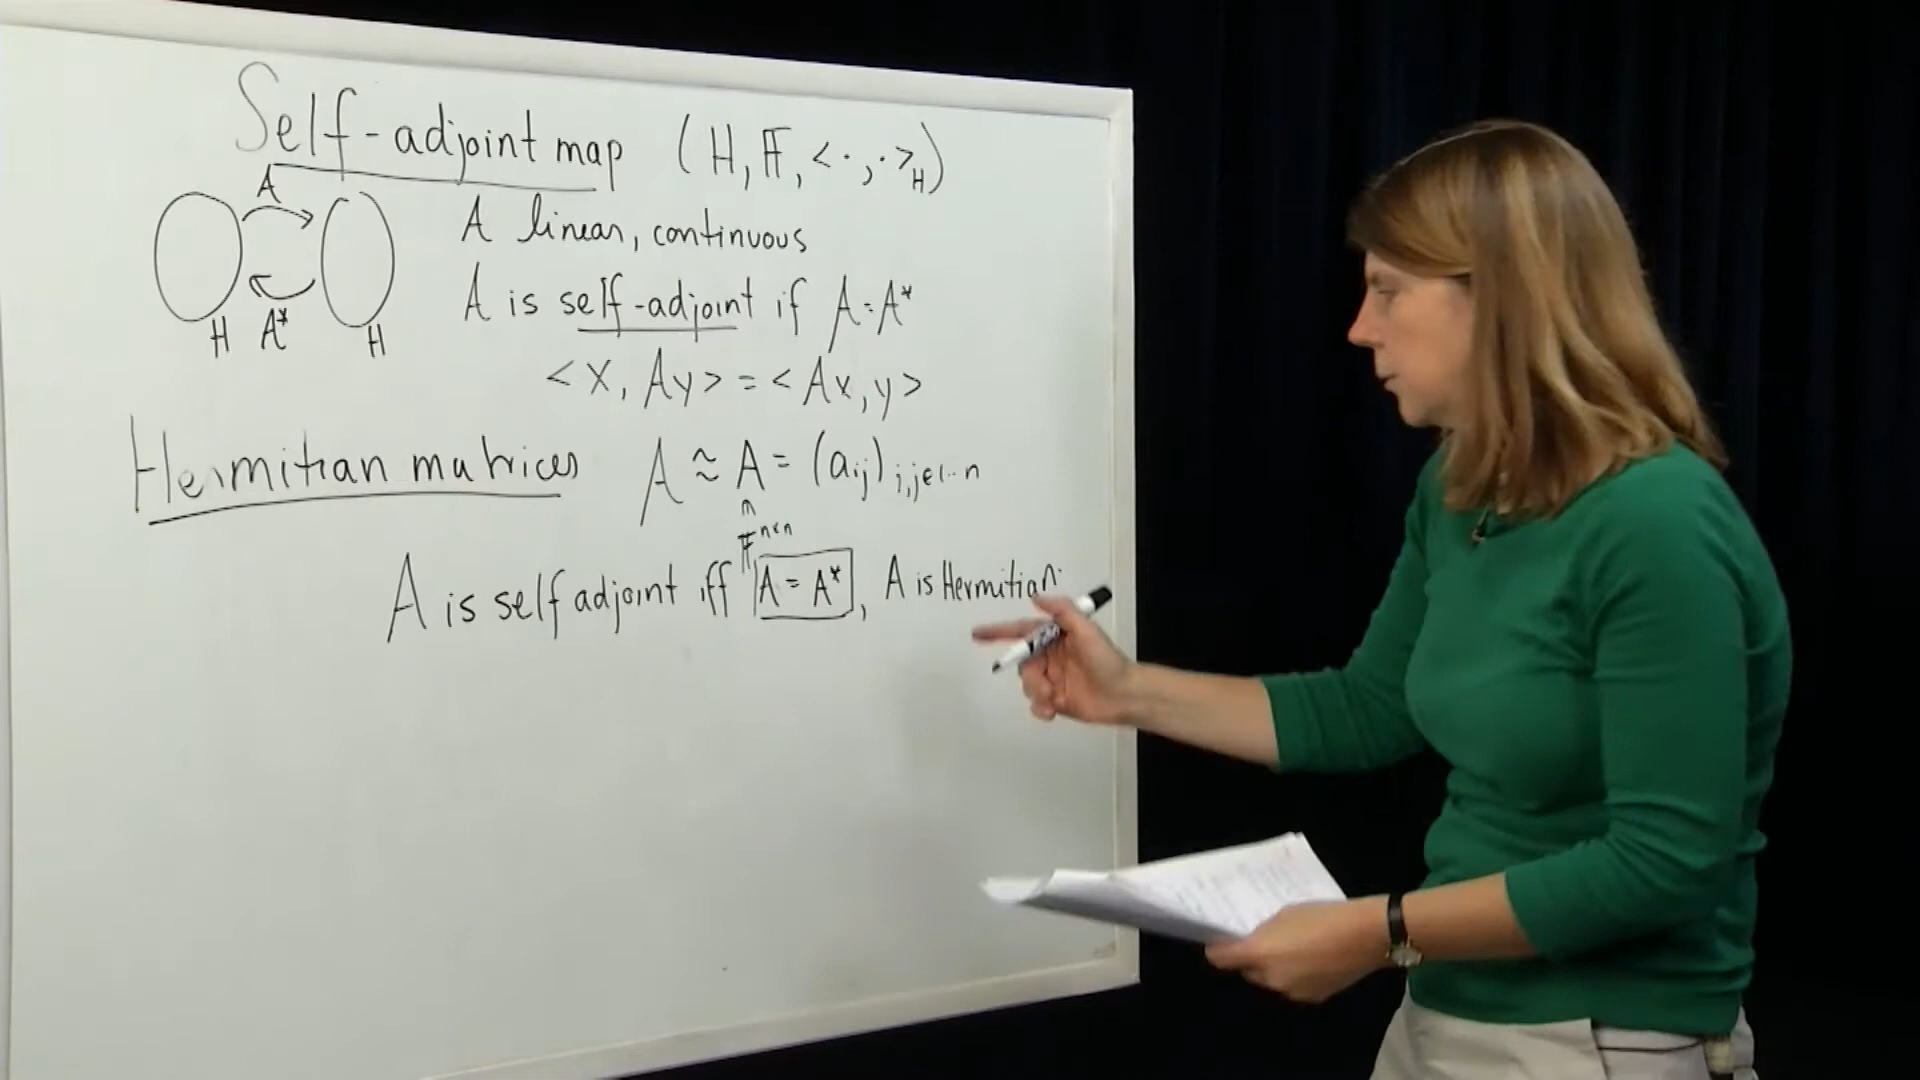 Self-adjoint map (H, 𝔽, <·,·>_H)
A
A linear, continuous
A is self-adjoint if A = A*
H A* H
<x, Ay> = <Ax, y>
Hermitian matrices A ≈ A = (aij) i,j∈1..n
∩
𝔽^n×n
A is self adjoint iff A = A*, A is Hermitian.